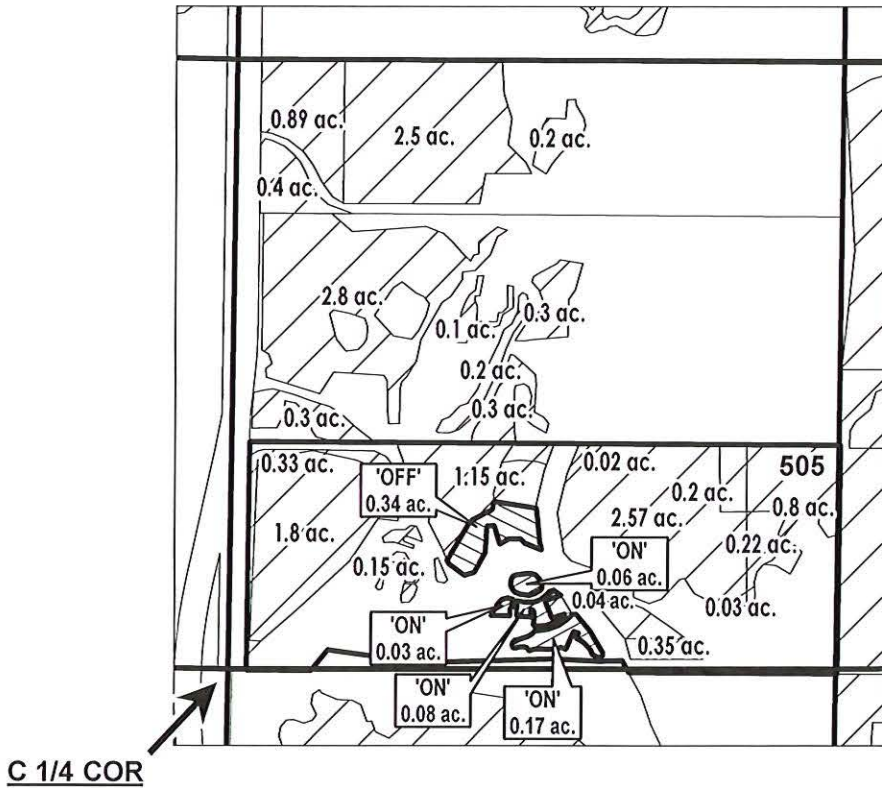 0.89 ac.
2.5 ac.
0.2 ac.
0.4 ac.
2.8 ac.
0.1 ac.
0.3 ac.
0.2 ac.
0.3 ac.
0.3 ac.
0.33 ac.
'OFF'
0.34 ac.
1.15 ac.
0.02 ac.
505
0.2 ac.
0.8 ac.
1.8 ac.
2.57 ac.
0.22 ac.
0.15 ac.
'ON'
0.06 ac.
0.04 ac.
0.03 ac.
'ON'
0.03 ac.
0.35 ac.
'ON'
0.08 ac.
'ON'
0.17 ac.
C 1/4 COR